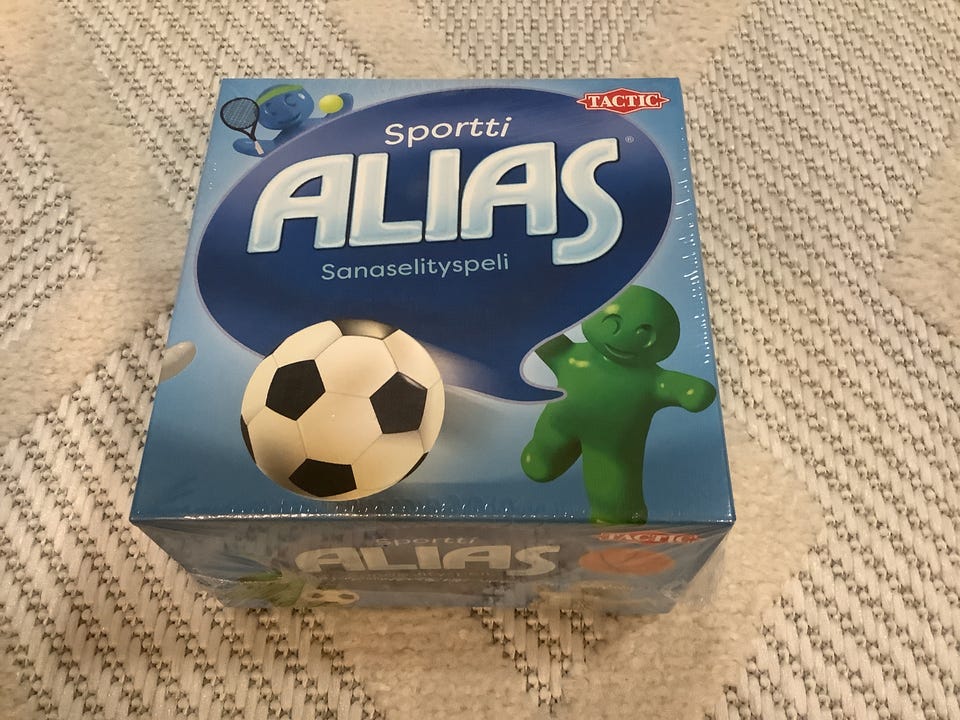 TACTIC
Sportti
ALIAS®
Sanaselityspeli
TACTIC
Sportti
ALIAS